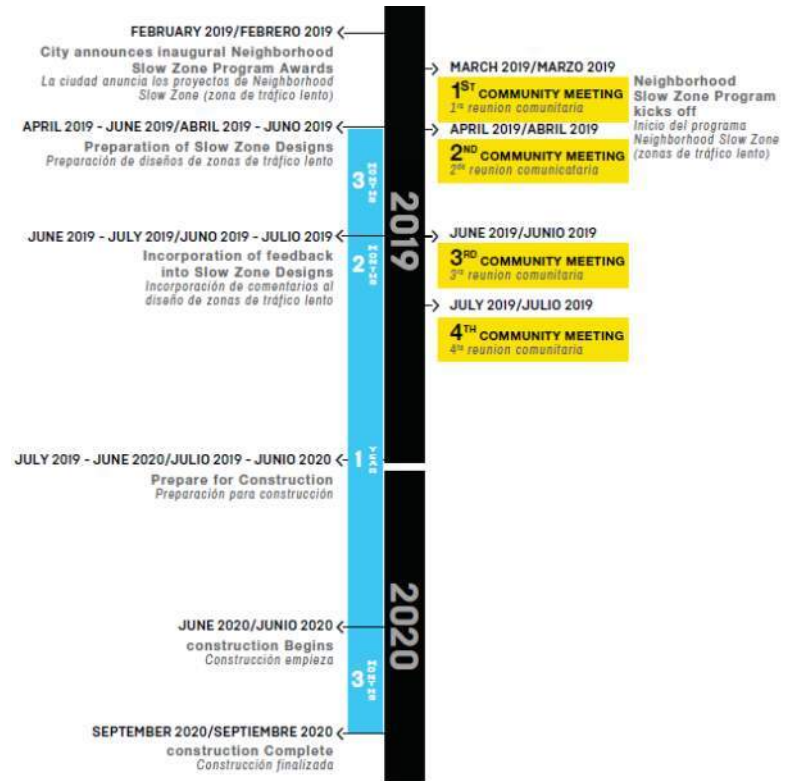 FEBRUARY 2019/FEBRERO 2019
City announces inaugural Neighborhood
Slow Zone Program Awards
La ciudad anuncia los proyectos de Neighborhood
Slow Zone (zona de tráfico lento)
MARCH 2019/MARZO 2019
1ST COMMUNITY MEETING
1ra reunion comunitaria
Neighborhood
Slow Zone Program
kicks off
Inicio del programa
Neighborhood Slow Zone
(zonas de tráfico lento)
APRIL 2019 - JUNE 2019/ABRIL 2019 - JUNO 2019
Preparation of Slow Zone Designs
Preparación de diseños de zonas de tráfico lento
3 MONTHS
APRIL 2019/ABRIL 2019
2ND COMMUNITY MEETING
2da reunion comunicataria
2019
JUNE 2019 - JULY 2019/JUNO 2019 - JULIO 2019
Incorporation of feedback
into Slow Zone Designs
Incorporación de comentarios al
diseño de zonas de tráfico lento
2 MONTHS
JUNE 2019/JUNIO 2019
3RD COMMUNITY MEETING
3ra reunion comunitaria
JULY 2019/JULIO 2019
4TH COMMUNITY MEETING
4ta reunion comunitaria
JULY 2019 - JUNE 2020/JULIO 2019 - JUNIO 2020
Prepare for Construction
Preparación para construcción
1 YEAR
2020
JUNE 2020/JUNIO 2020
construction Begins
Construcción empieza
3 MONTHS
SEPTEMBER 2020/SEPTIEMBRE 2020
construction Complete
Construcción finalizada